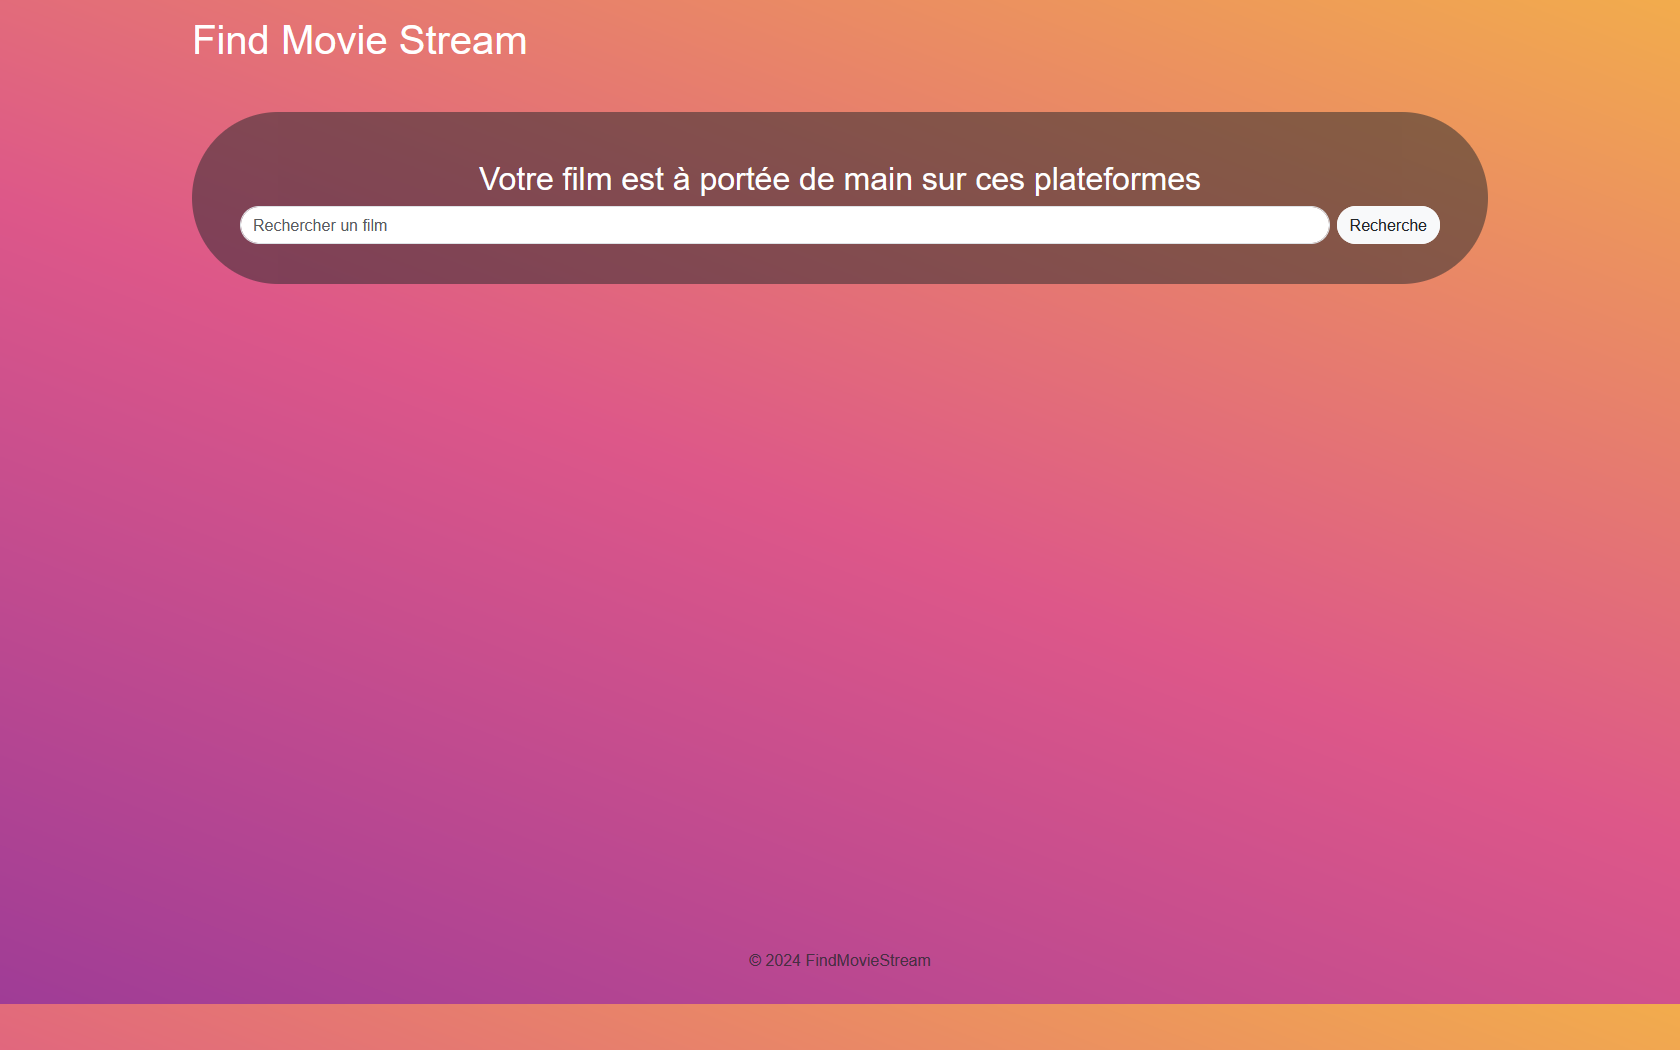 Find Movie Stream
Votre film est à portée de main sur ces plateformes
Rechercher un film
Recherche
© 2024 FindMovieStream